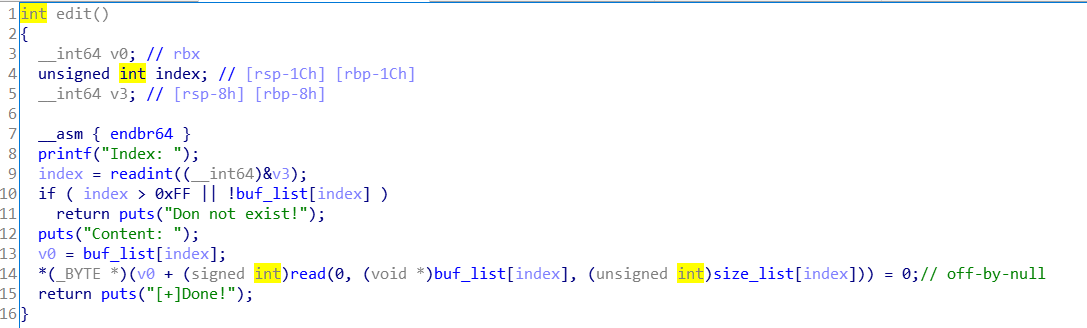 1 int edit()
2 {
3 __int64 v0; // rbx
4 unsigned int index; // [rsp-1Ch] [rbp-1Ch]
5 __int64 v3; // [rsp-8h] [rbp-8h]
6
7 __asm { endbr64 }
8 printf("Index: ");
9 index = readint((__int64)&v3);
10 if ( index > 0xFF || !buf_list[index] )
11 return puts("Don not exist!");
12 puts("Content: ");
13 v0 = buf_list[index];
14 *(_BYTE *)(v0 + (signed int)read(0, (void *)buf_list[index], (unsigned int)size_list[index])) = 0;// off-by-null
15 return puts("[+]Done!");
16 }